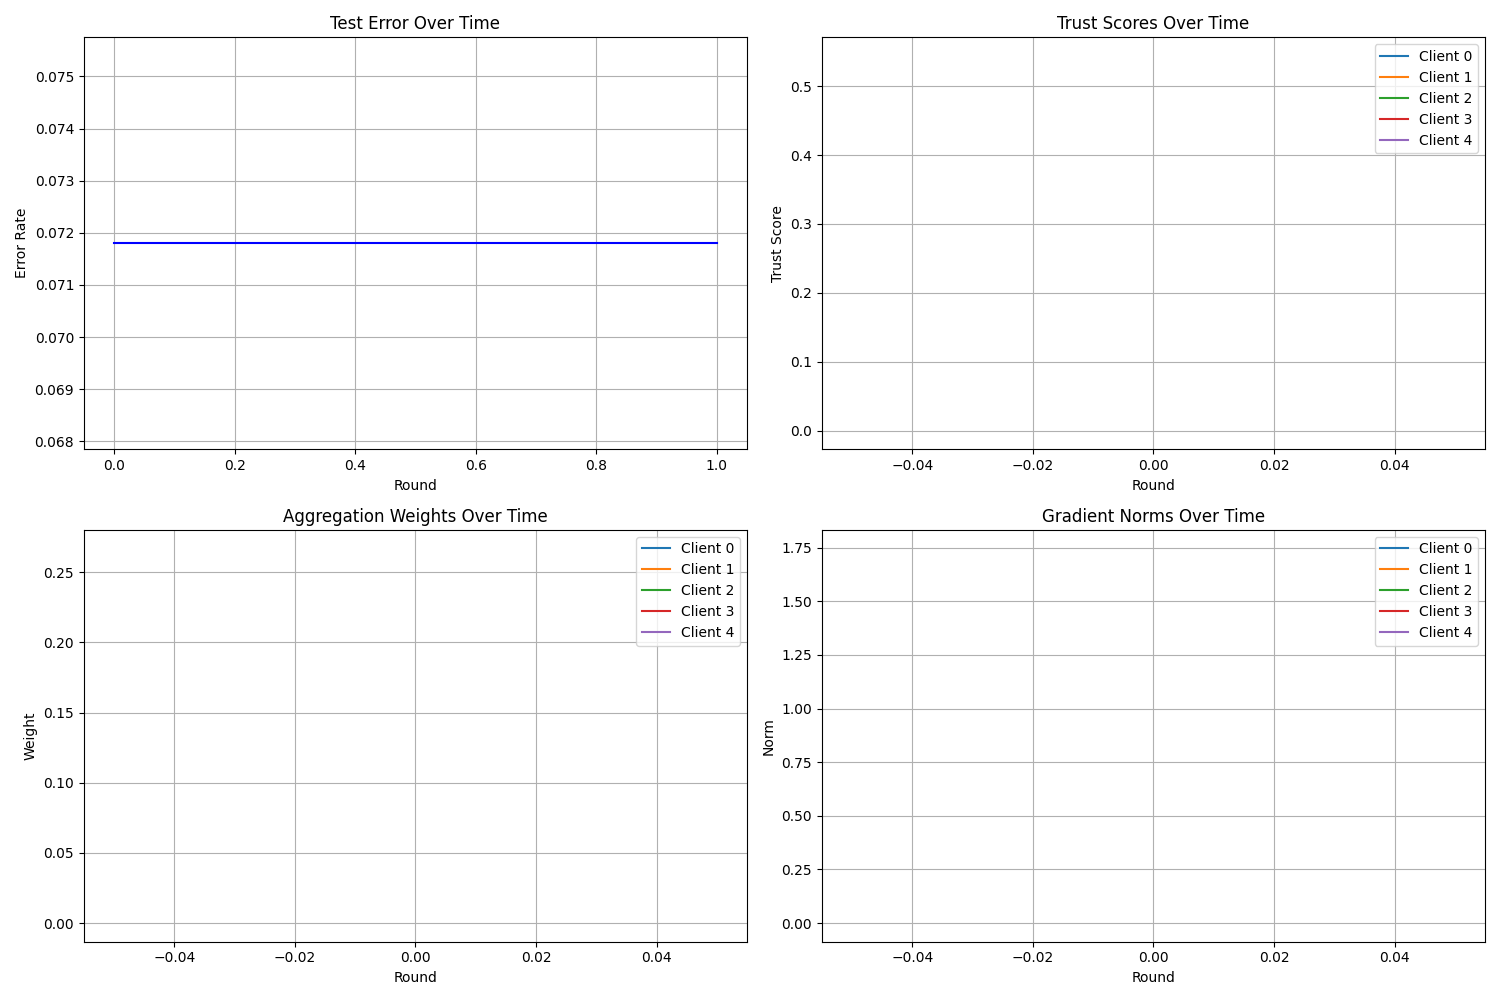 Test Error Over Time
Error Rate
0.075
0.074
0.073
0.072
0.071
0.070
0.069
0.068
0.0 0.2 0.4 0.6 0.8 1.0
Round
Trust Scores Over Time
Trust Score
0.5
0.4
0.3
0.2
0.1
0.0
−0.04 −0.02 0.00 0.02 0.04
Round
Client 0
Client 1
Client 2
Client 3
Client 4
Aggregation Weights Over Time
Weight
0.25
0.20
0.15
0.10
0.05
0.00
−0.04 −0.02 0.00 0.02 0.04
Round
Client 0
Client 1
Client 2
Client 3
Client 4
Gradient Norms Over Time
Norm
1.75
1.50
1.25
1.00
0.75
0.50
0.25
0.00
−0.04 −0.02 0.00 0.02 0.04
Round
Client 0
Client 1
Client 2
Client 3
Client 4